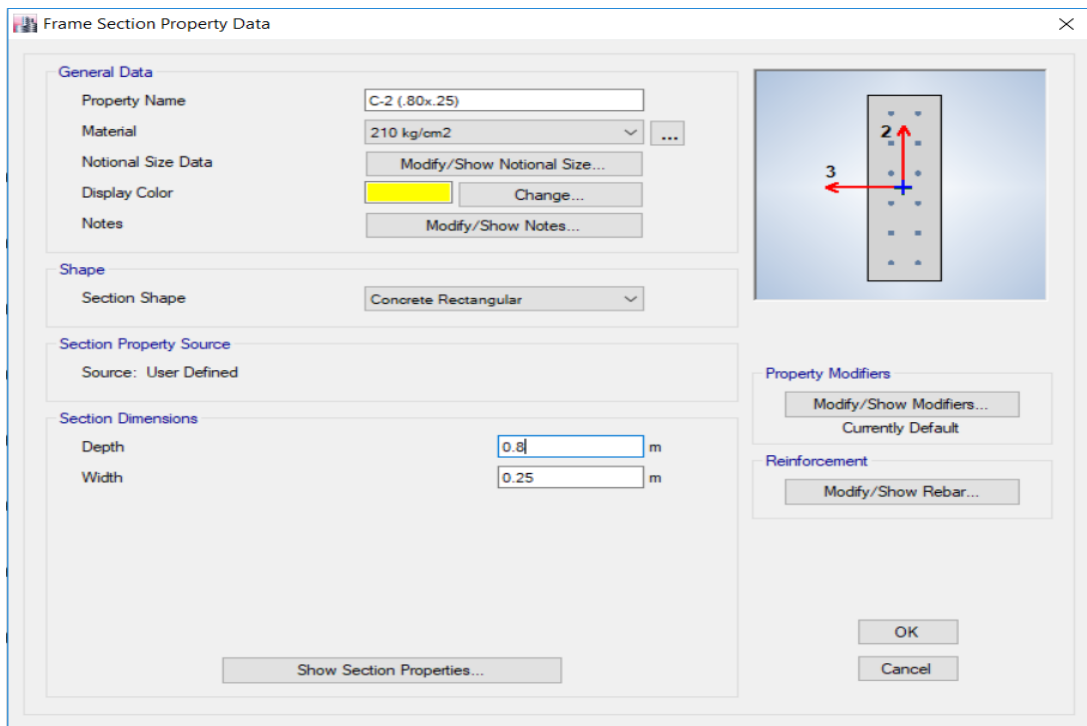 Frame Section Property Data
General Data
Property Name C-2 (.80x.25)
Material 210 kg/cm2 ...
Notional Size Data Modify/Show Notional Size...
Display Color Change...
Notes Modify/Show Notes...
Shape
Section Shape Concrete Rectangular
Section Property Source
Source: User Defined
Section Dimensions
Depth 0.8 m
Width 0.25 m
Show Section Properties...
2
3
Property Modifiers
Modify/Show Modifiers...
Currently Default
Reinforcement
Modify/Show Rebar...
OK
Cancel